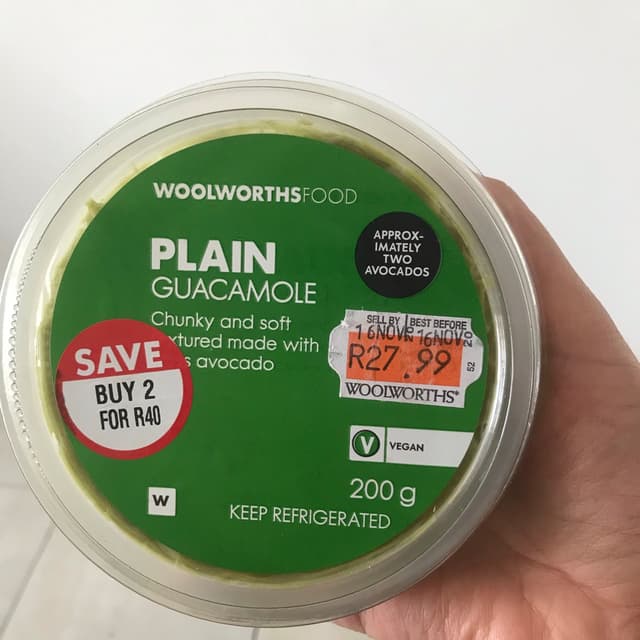 WOOLWORTHSFOOD
PLAIN
GUACAMOLE
Chunky and soft
made with
avocado
APPROX-
IMATELY
TWO
AVOCADOS
SELL BY BEST BEFORE
16NOV 16NOV
R27.99
52
WOOLWORTHS
SAVE
BUY 2
FOR R40
V VEGAN
200 g
W
KEEP REFRIGERATED